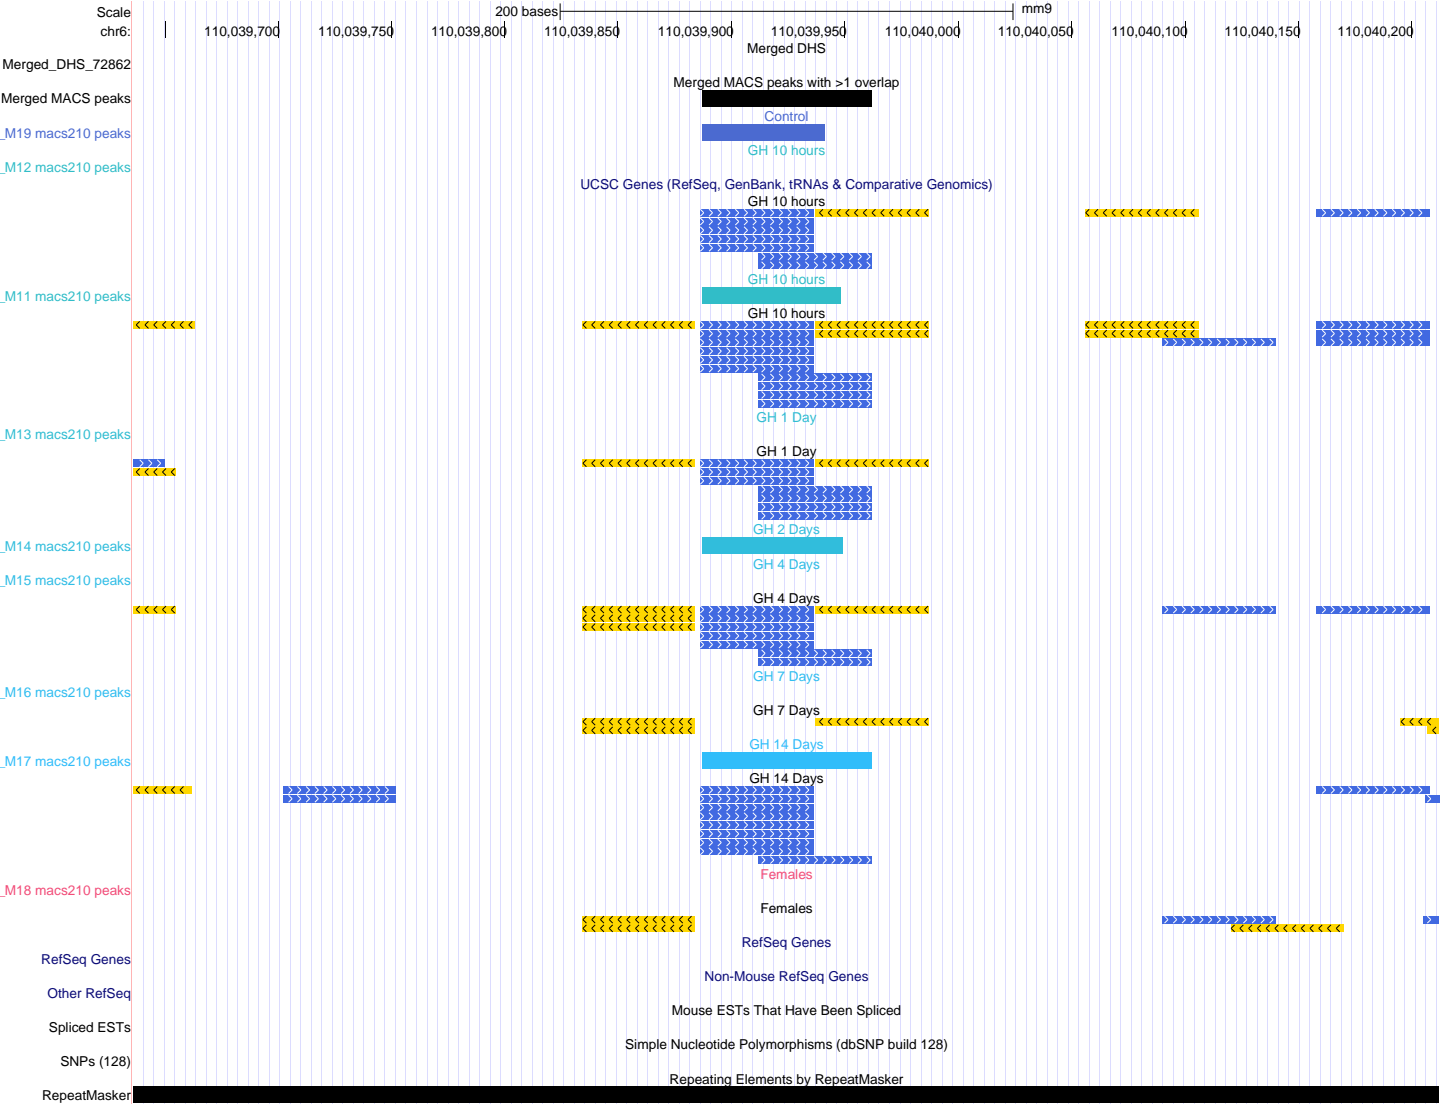 Scale 200 bases mm9
chr6: 110,039,700 110,039,750 110,039,800 110,039,850 110,039,900 110,039,950 110,040,000 110,040,050 110,040,100 110,040,150 110,040,200
Merged DHS
Merged_DHS_72862
Merged MACS peaks with >1 overlap
Merged MACS peaks
Control
_M19 macs210 peaks
GH 10 hours
_M12 macs210 peaks
UCSC Genes (RefSeq, GenBank, tRNAs & Comparative Genomics)
GH 10 hours
GH 10 hours
_M11 macs210 peaks
GH 10 hours
GH 1 Day
_M13 macs210 peaks
GH 1 Day
GH 2 Days
_M14 macs210 peaks
GH 4 Days
_M15 macs210 peaks
GH 4 Days
GH 7 Days
_M16 macs210 peaks
GH 7 Days
GH 14 Days
_M17 macs210 peaks
GH 14 Days
Females
_M18 macs210 peaks
Females
RefSeq Genes
RefSeq Genes
Non-Mouse RefSeq Genes
Other RefSeq
Mouse ESTs That Have Been Spliced
Spliced ESTs
Simple Nucleotide Polymorphisms (dbSNP build 128)
SNPs (128)
Repeating Elements by RepeatMasker
RepeatMasker